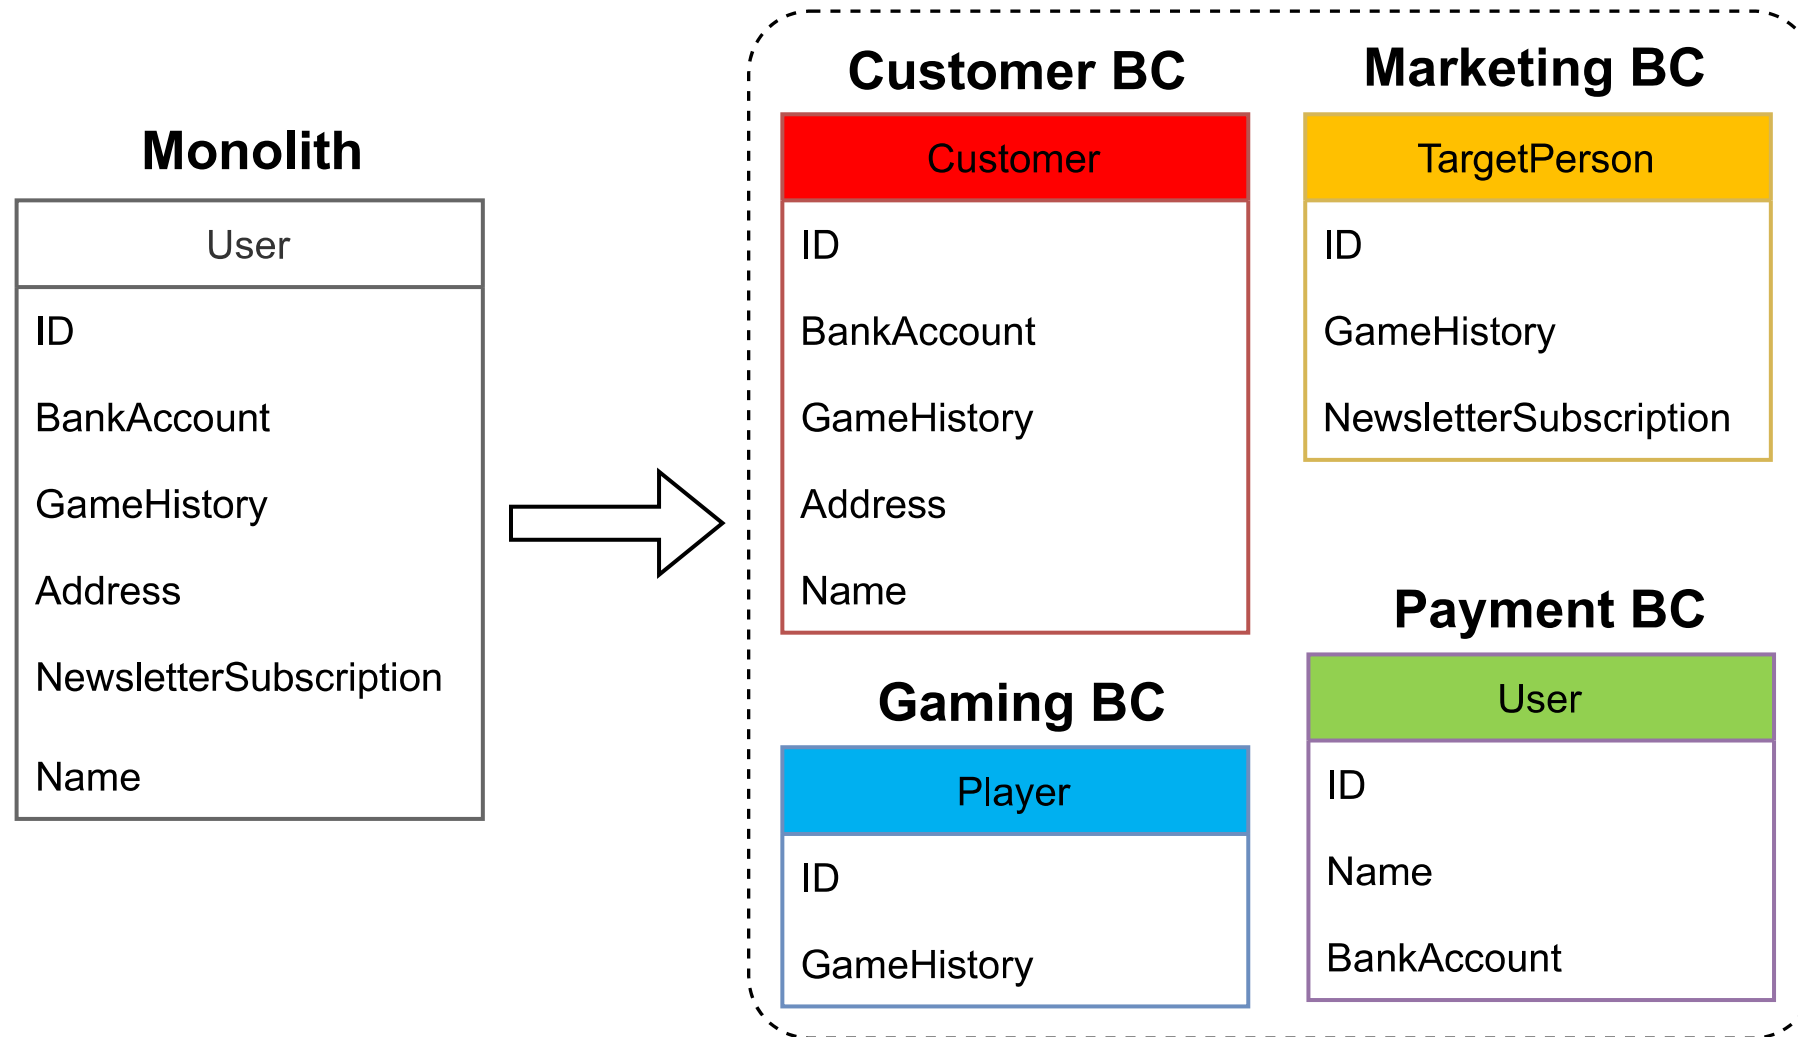 Monolith
User
ID
BankAccount
GameHistory
Address
NewsletterSubscription
Name
Customer BC
Customer
ID
BankAccount
GameHistory
Address
Name
Marketing BC
TargetPerson
ID
GameHistory
NewsletterSubscription
Gaming BC
Player
ID
GameHistory
Payment BC
User
ID
Name
BankAccount